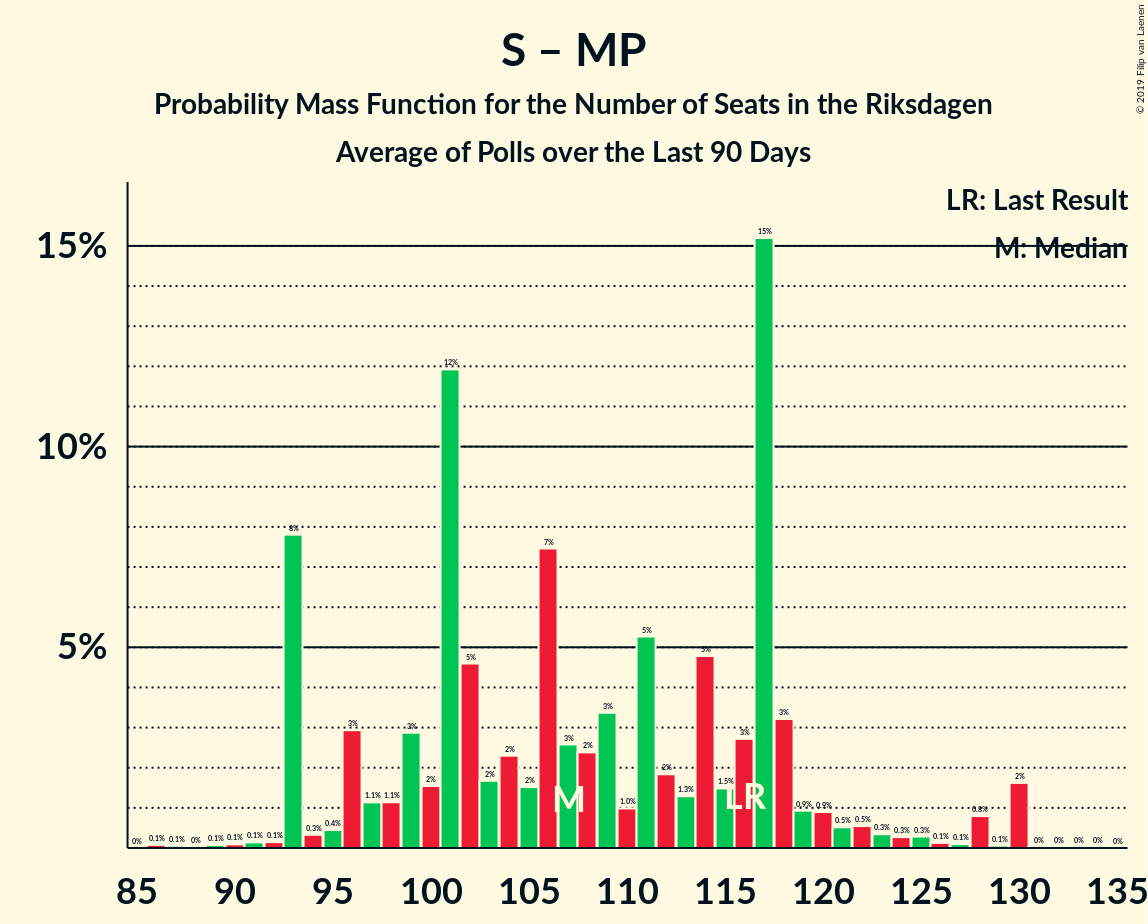 S – MP
Probability Mass Function for the Number of Seats in the Riksdagen
Average of Polls over the Last 90 Days
© 2019 Filip van Laenen
LR: Last Result
M: Median
15%
10%
5%
0% 0.1% 0.1% 0% 0.1% 0.1% 0.1% 0.1% 8% 0.3% 0.4% 3% 1.1% 1.1% 3% 2% 12% 5% 2% 2% 2% 7% 3% 2% 3% 1.0% 5% 2% 1.3% 5% 1.5% 3% 15% 3% 0.9% 0.9% 0.5% 0.5% 0.3% 0.3% 0.3% 0.1% 0.1% 0.8% 0.1% 2% 0% 0% 0% 0% 0%
M LR
85 90 95 100 105 110 115 120 125 130 135